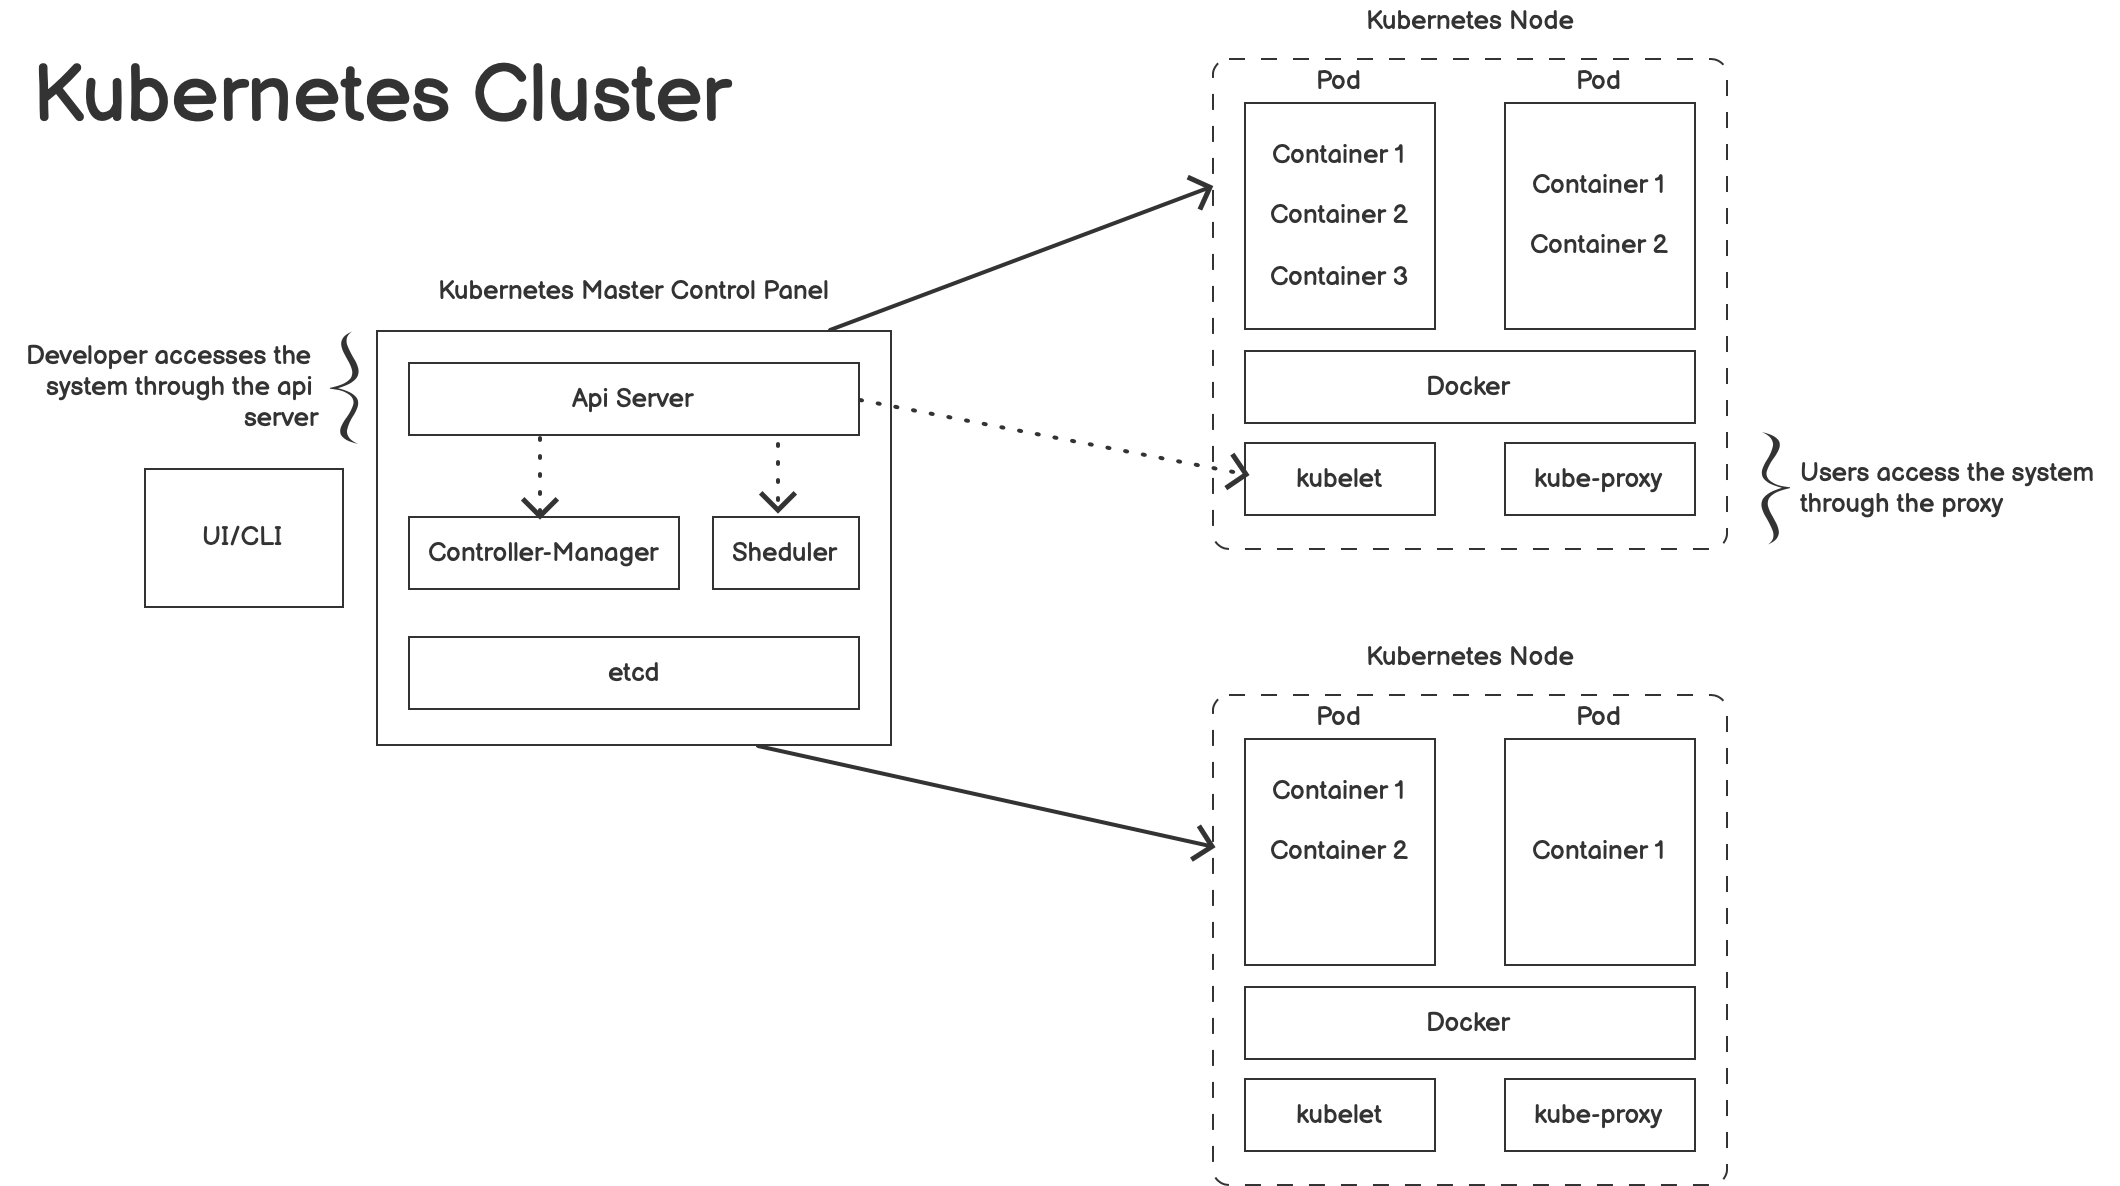 Kubernetes Cluster
Kubernetes Master Control Panel
Developer accesses the
system through the api
server
UI/CLI
Api Server
Controller-Manager
Sheduler
etcd
Kubernetes Node
Pod
Container 1
Container 2
Container 3
Pod
Container 1
Container 2
Docker
kubelet
kube-proxy
Users access the system
through the proxy
Kubernetes Node
Pod
Container 1
Container 2
Pod
Container 1
Docker
kubelet
kube-proxy